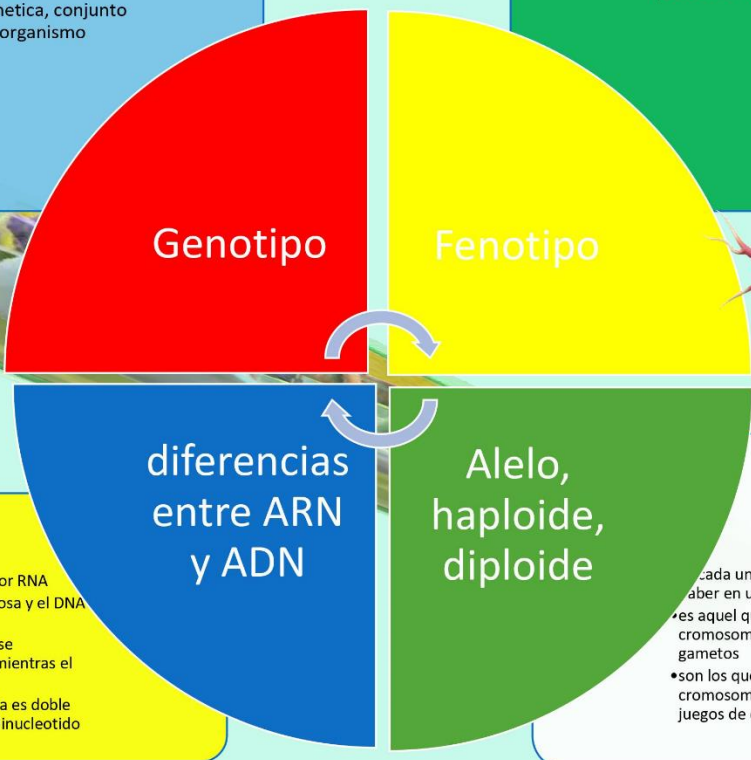 netica, conjunto
organismo
Genotipo
Fenotipo
diferencias
entre ARN
y ADN
Alelo,
haploide,
diploide
or RNA
osa y el DNA
se
mientras el
a es doble
inucleotido
cada un
aber en u
•es aquel q
cromosom
gametos
•son los que
cromosom
juegos de